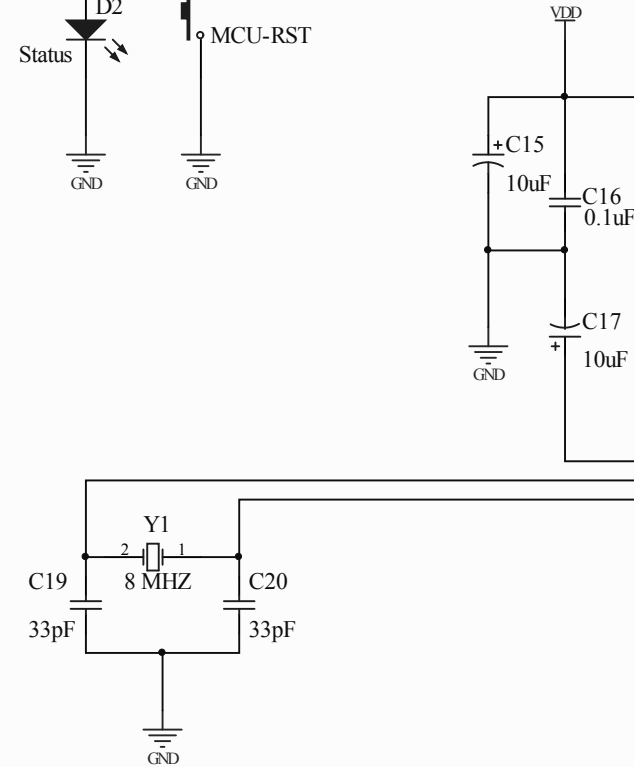 D2
Status
MCU-RST
GND
GND
VDD
+
C15
10uF
C16
0.1uF
C17
+
10uF
GND
Y1
2
1
C19
8 MHZ
C20
33pF
33pF
GND